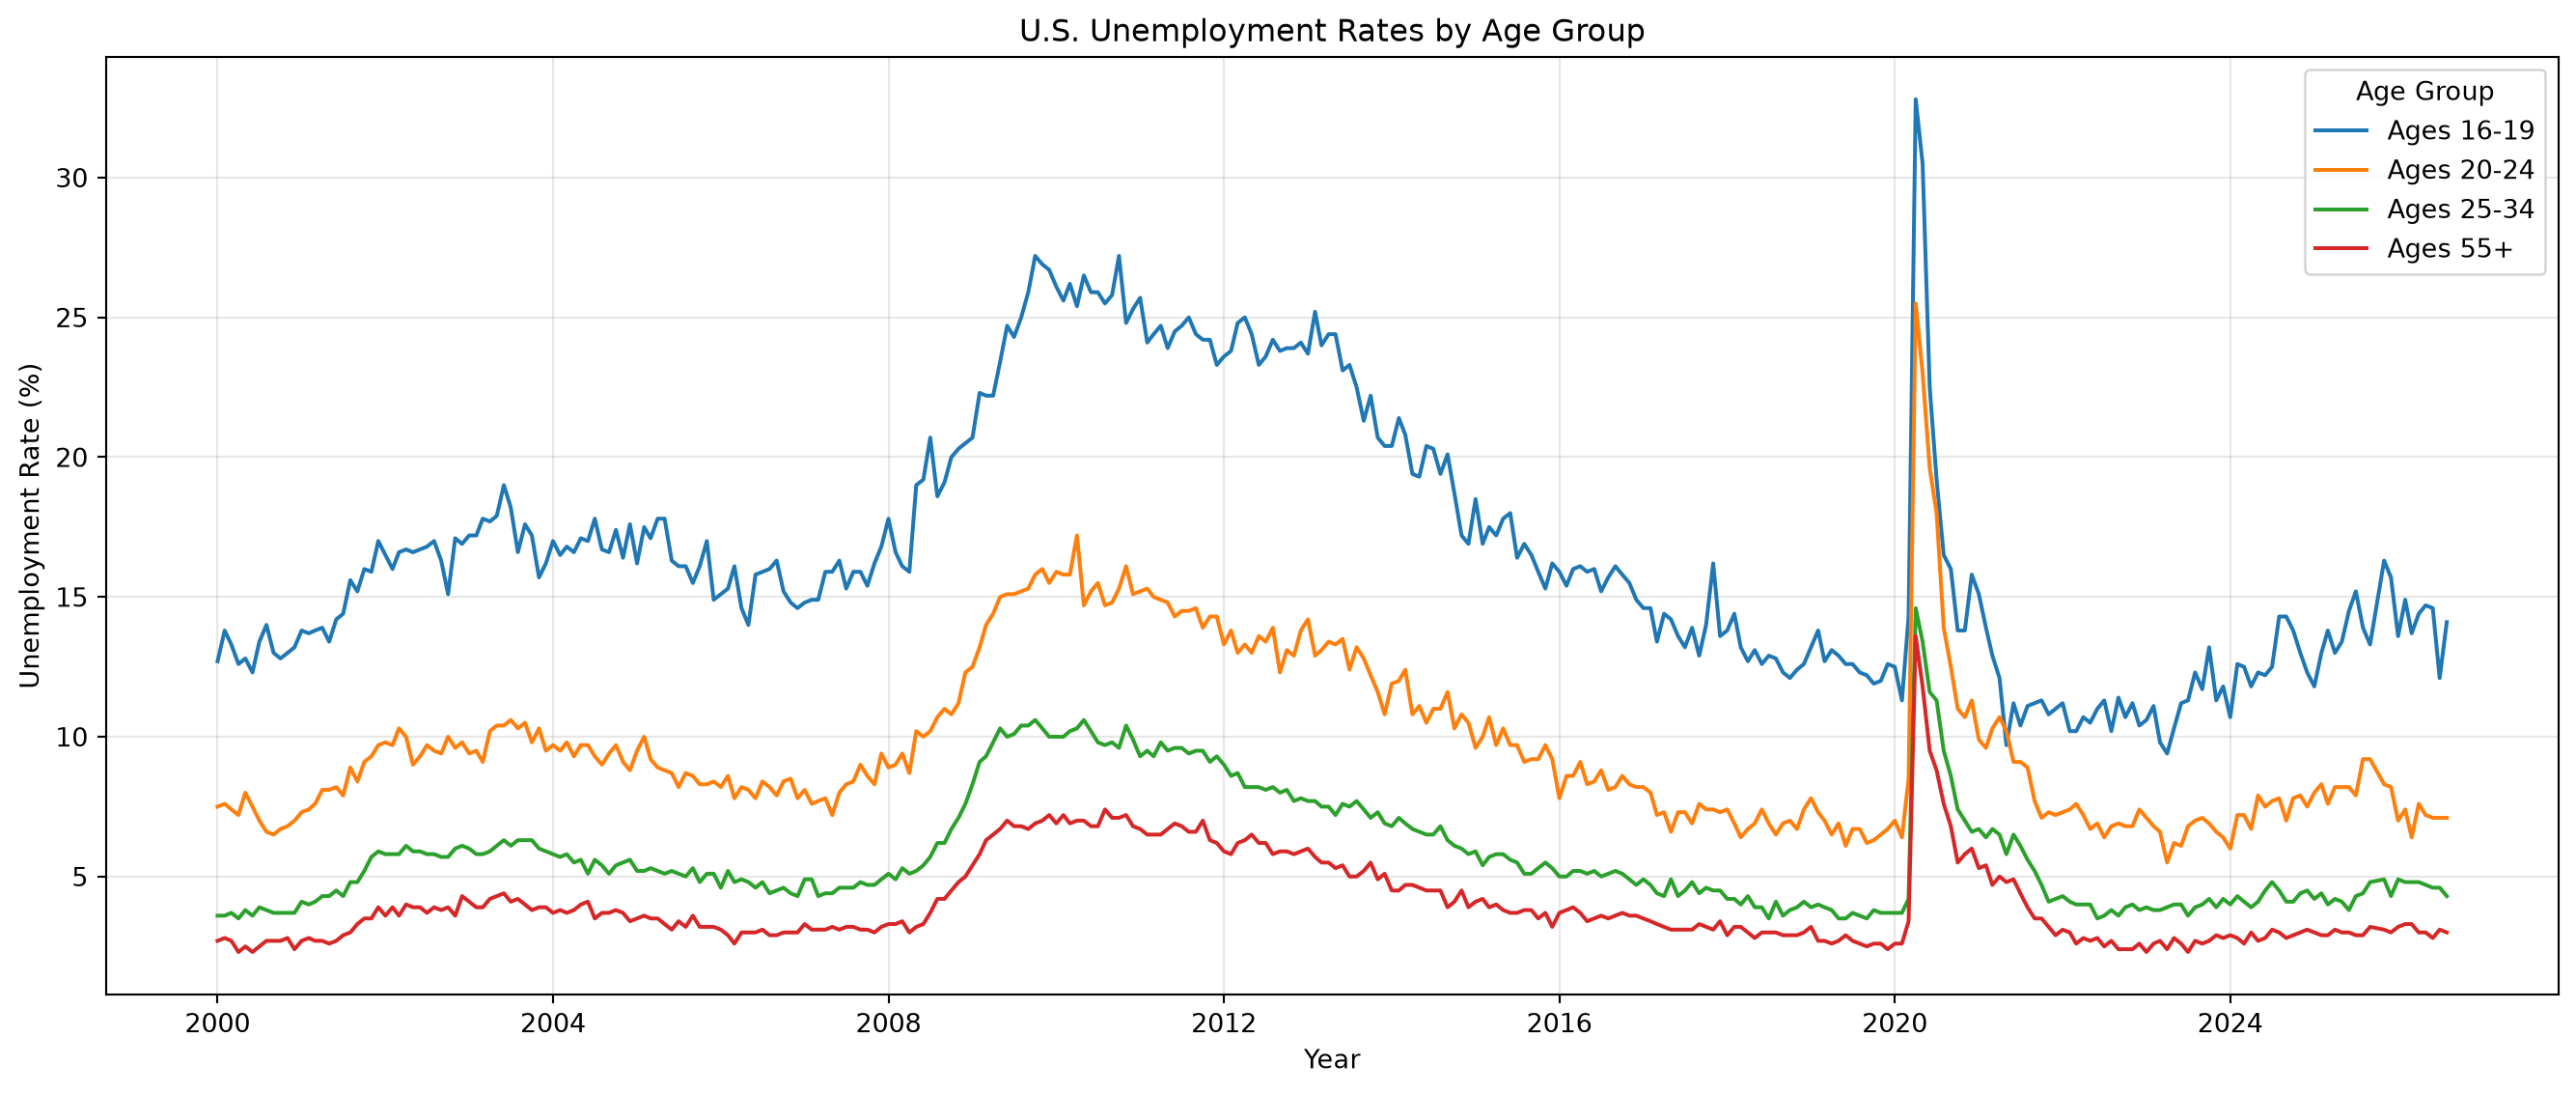 U.S. Unemployment Rates by Age Group
Age Group
Ages 16-19
Ages 20-24
Ages 25-34
Ages 55+
Unemployment Rate (%)
30
25
20
15
10
5
2000
2004
2008
2012
2016
2020
2024
Year